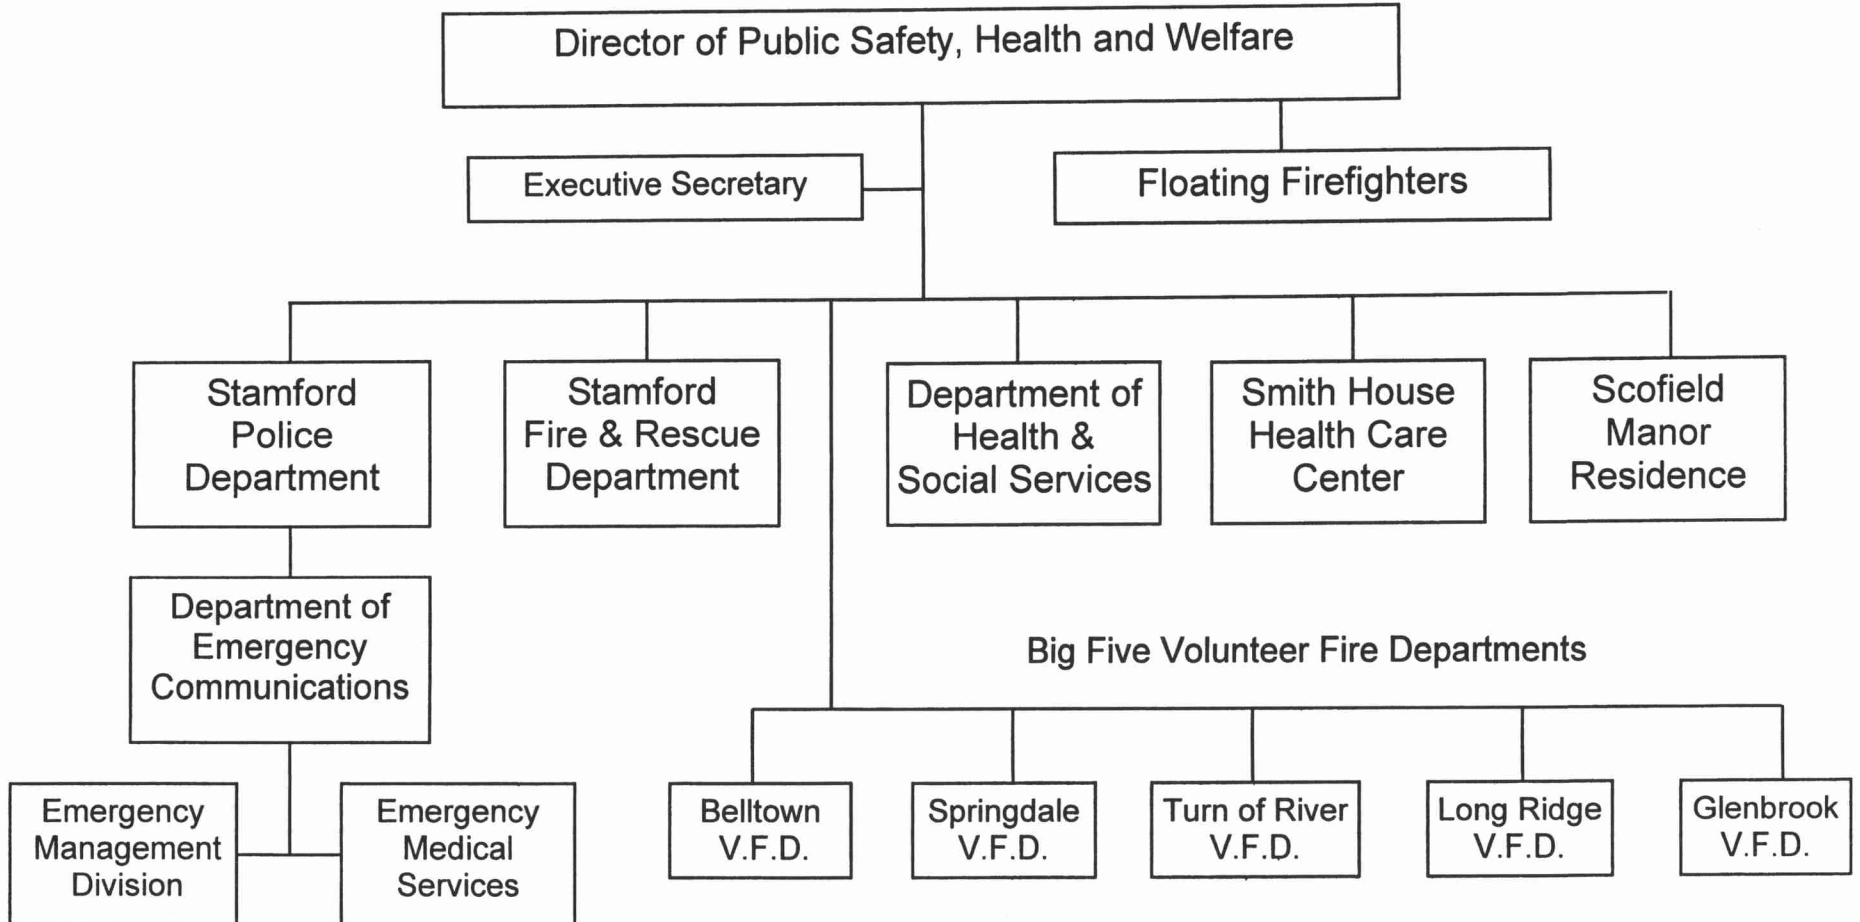 Director of Public Safety, Health and Welfare
Executive Secretary
Floating Firefighters
Stamford
Police
Department
Stamford
Fire & Rescue
Department
Department of
Health &
Social Services
Smith House
Health Care
Center
Scofield
Manor
Residence
Department of
Emergency
Communications
Big Five Volunteer Fire Departments
Emergency
Management
Division
Emergency
Medical
Services
Belltown
V.F.D.
Springdale
V.F.D.
Turn of River
V.F.D.
Long Ridge
V.F.D.
Glenbrook
V.F.D.